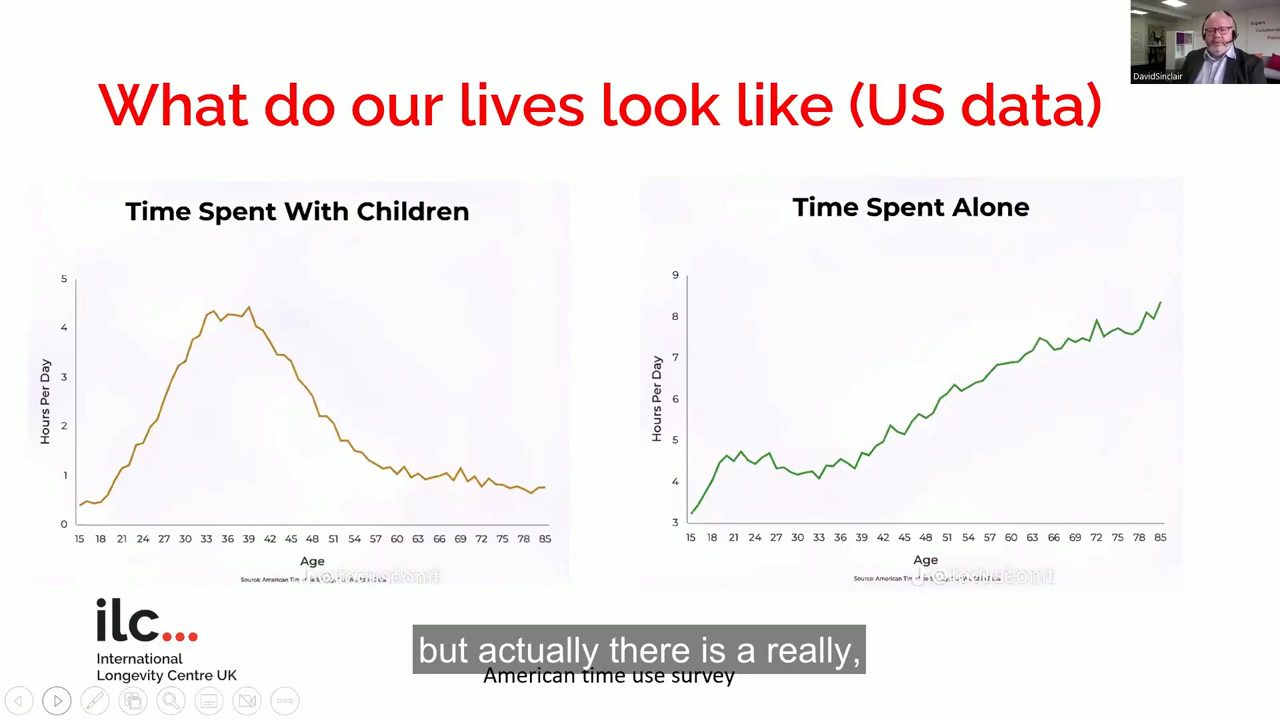 What do our lives look like (US data)
DavidSinclair
Time Spent With Children
5
4
3
2
1
0
Hours Per Day
15 18 21 24 27 30 33 36 39 42 45 48 51 54 57 60 63 66 69 72 75 78 85
Age
Source: American
Time Spent Alone
9
8
7
6
5
4
3
Hours Per Day
15 18 21 24 27 30 33 36 39 42 45 48 51 54 57 60 63 66 69 72 75 78 85
Age
Source: American
ilc...
International
Longevity Centre UK
but actually there is a really,
American time use survey